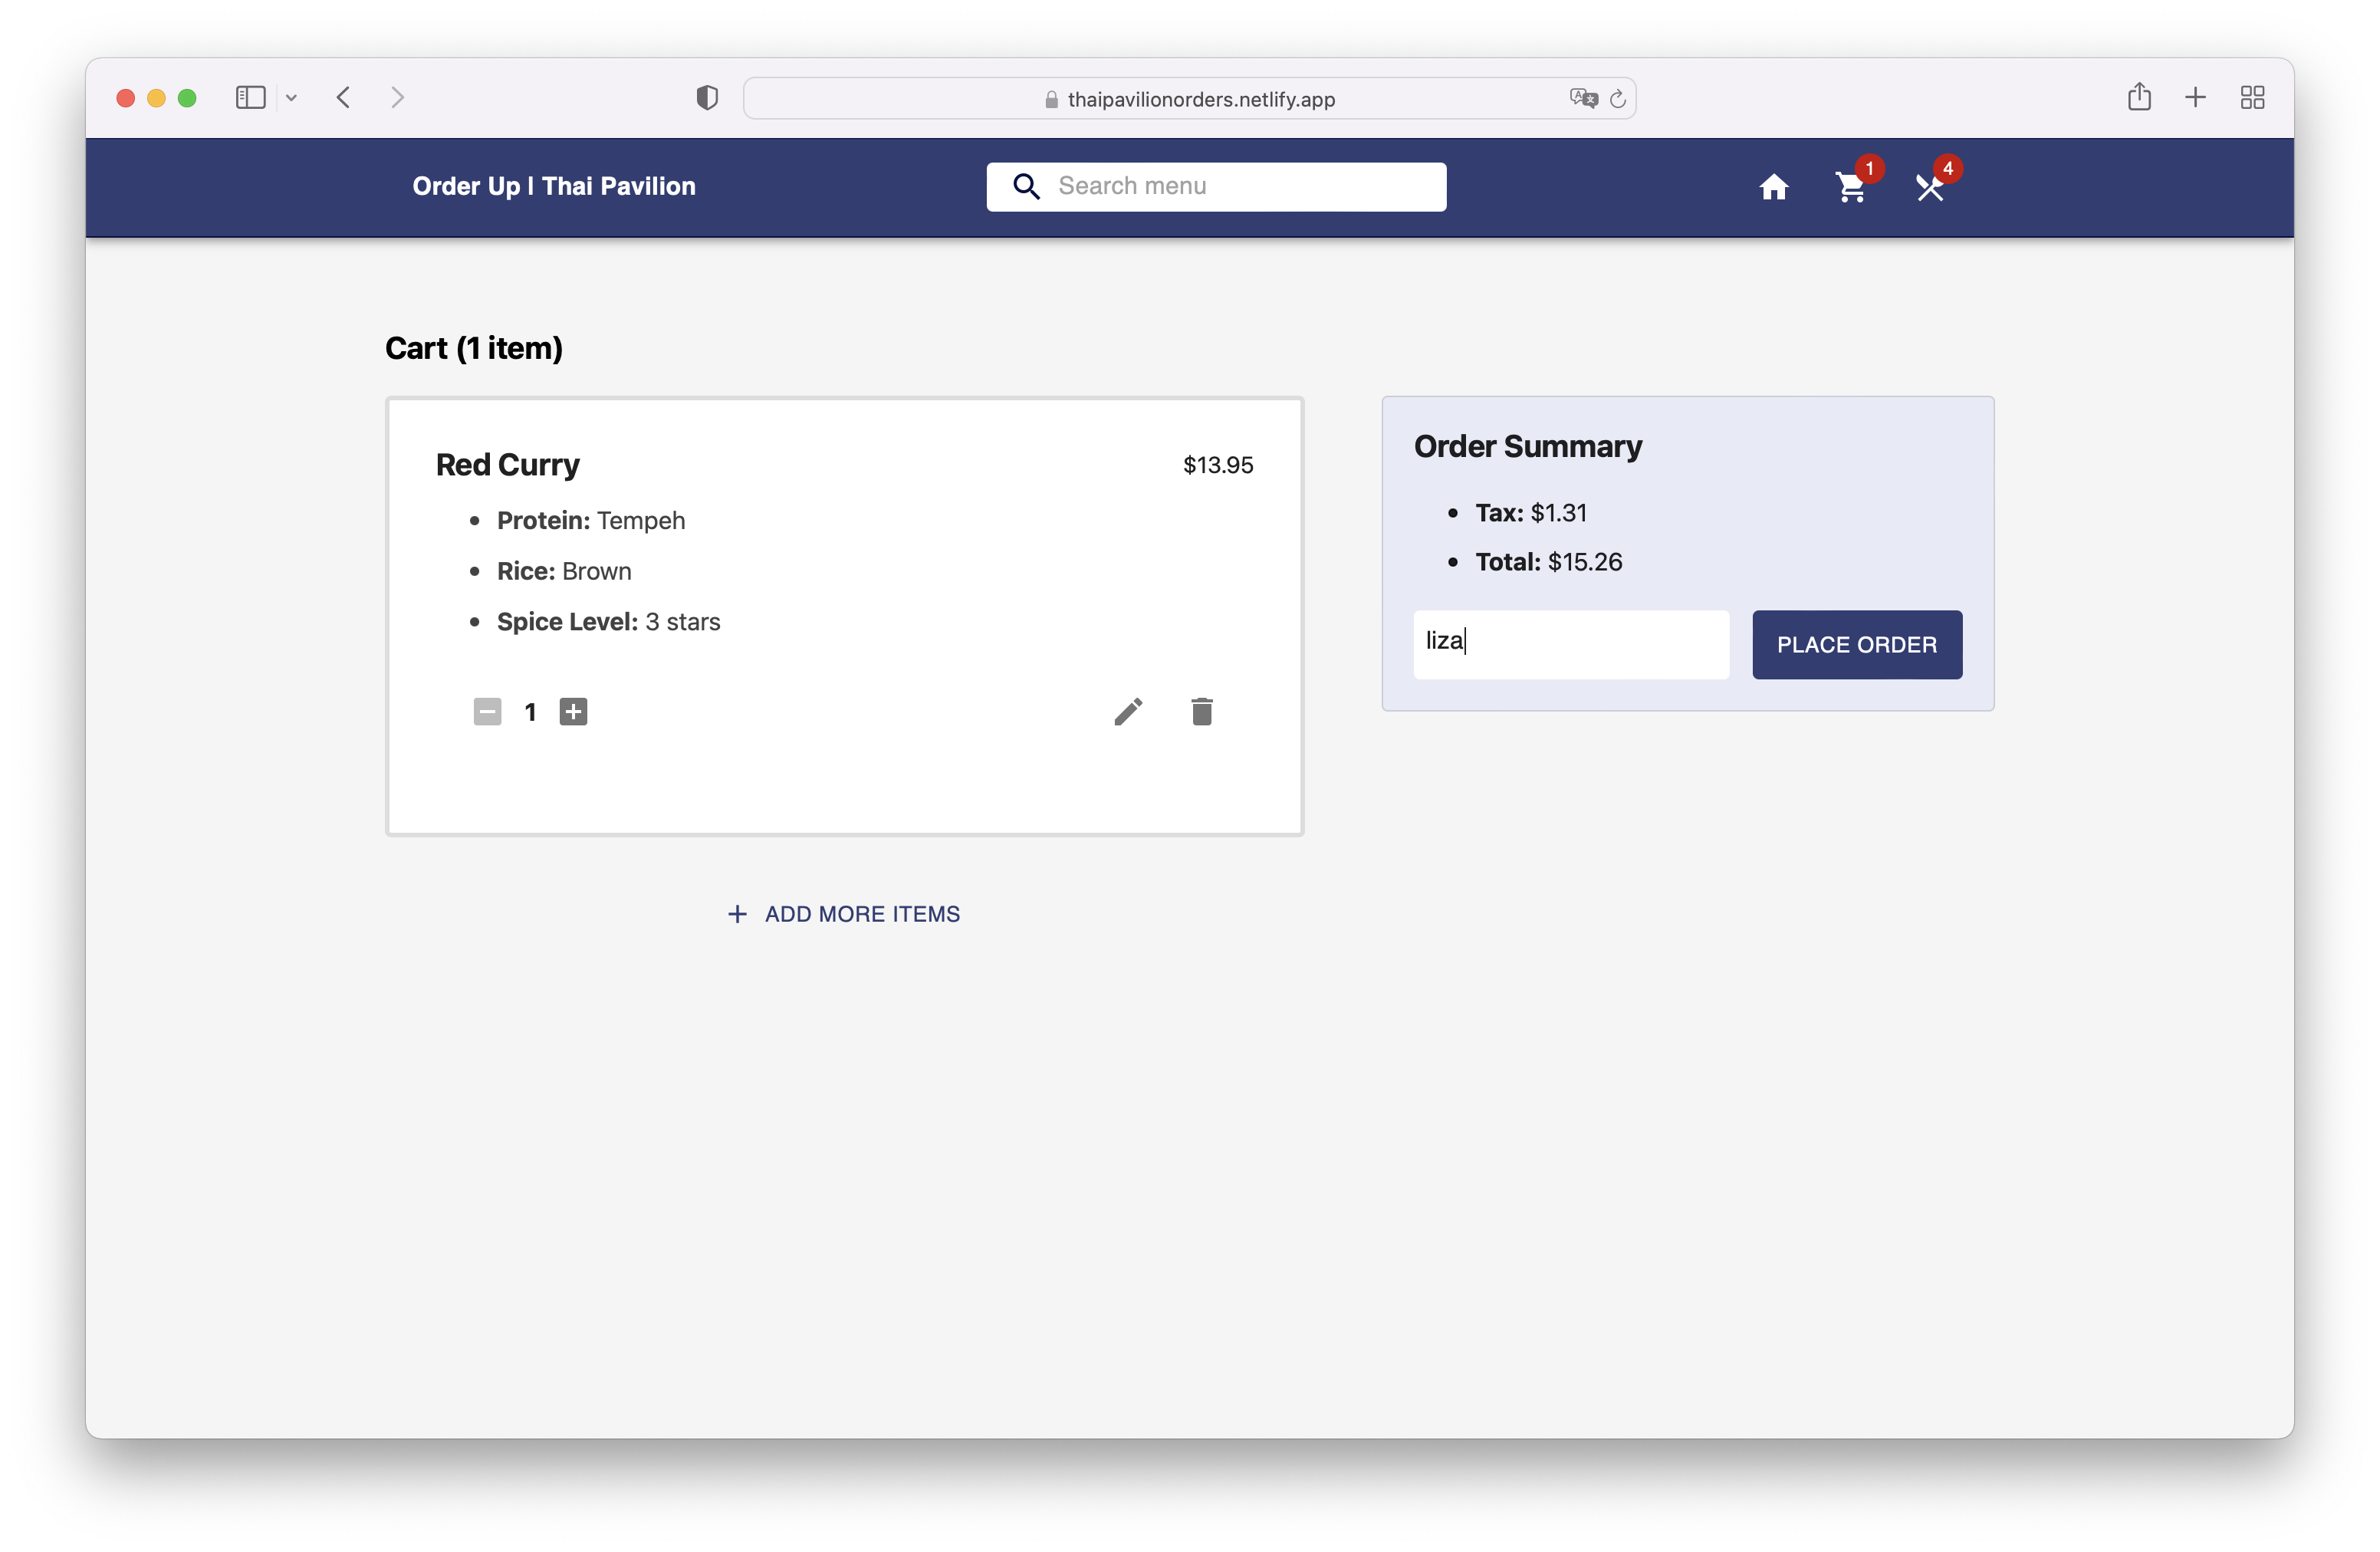 thaipavilionorders.netlify.app
Order Up | Thai Pavilion
Search menu
1
4
Cart (1 item)
Red Curry
$13.95
Protein: Tempeh
Rice: Brown
Spice Level: 3 stars
1
ADD MORE ITEMS
Order Summary
Tax: $1.31
Total: $15.26
liza
PLACE ORDER